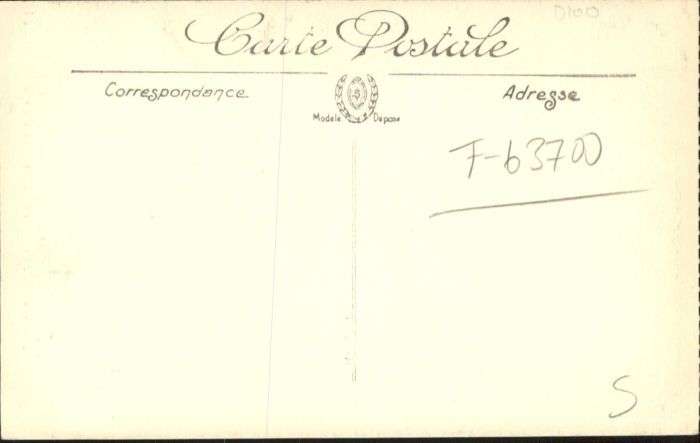 D100
Carte Postale
Correspondance
Adresse
Modele Depose
F-63700
S